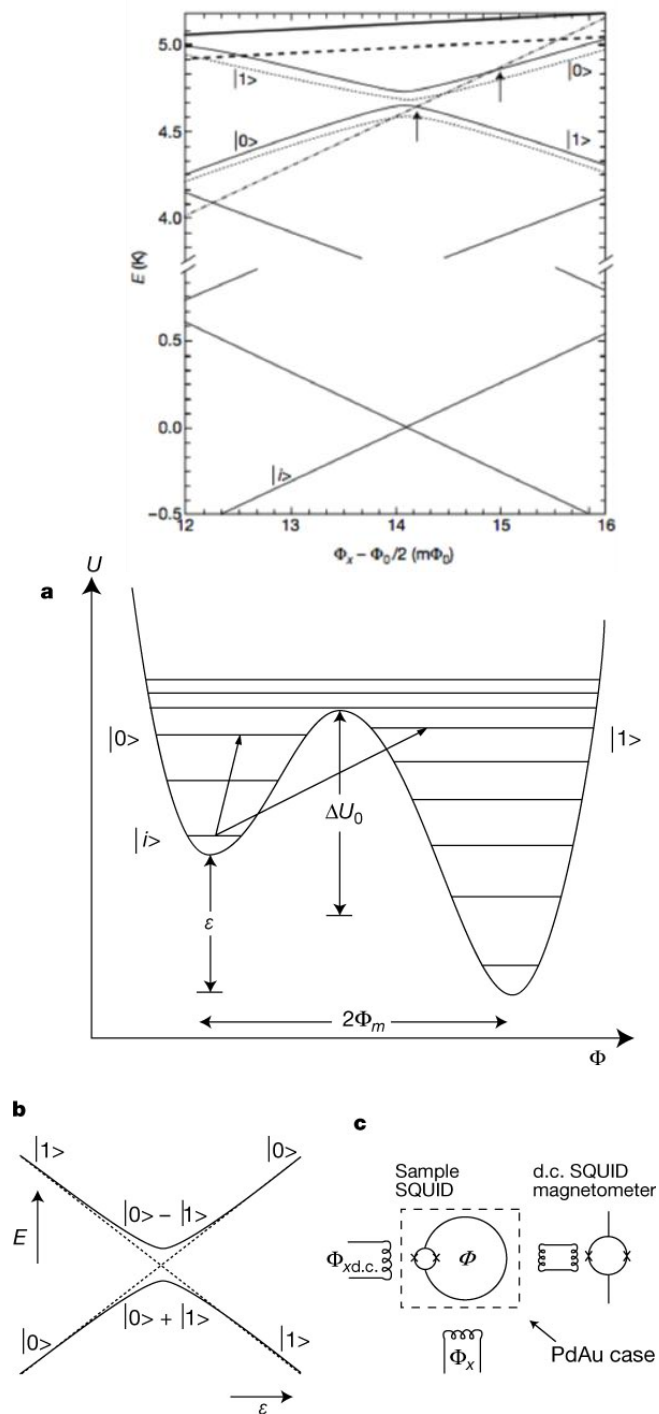 5.0
|1>
|0>
4.5
|0>
|1>
4.0
E (K)
0.5
0.0
|i>
-0.5
12
13
14
15
16
Φx – Φ0/2 (mΦ0)
a
U
|0>
|1>
ΔU0
|i>
ε
2Φm
Φ
b
|1>
|0>
E
|0> – |1>
|0> + |1>
|0>
|1>
ε
c
Sample
SQUID
d.c. SQUID
magnetometer
Φxd.c.
Φ
Φx
PdAu case